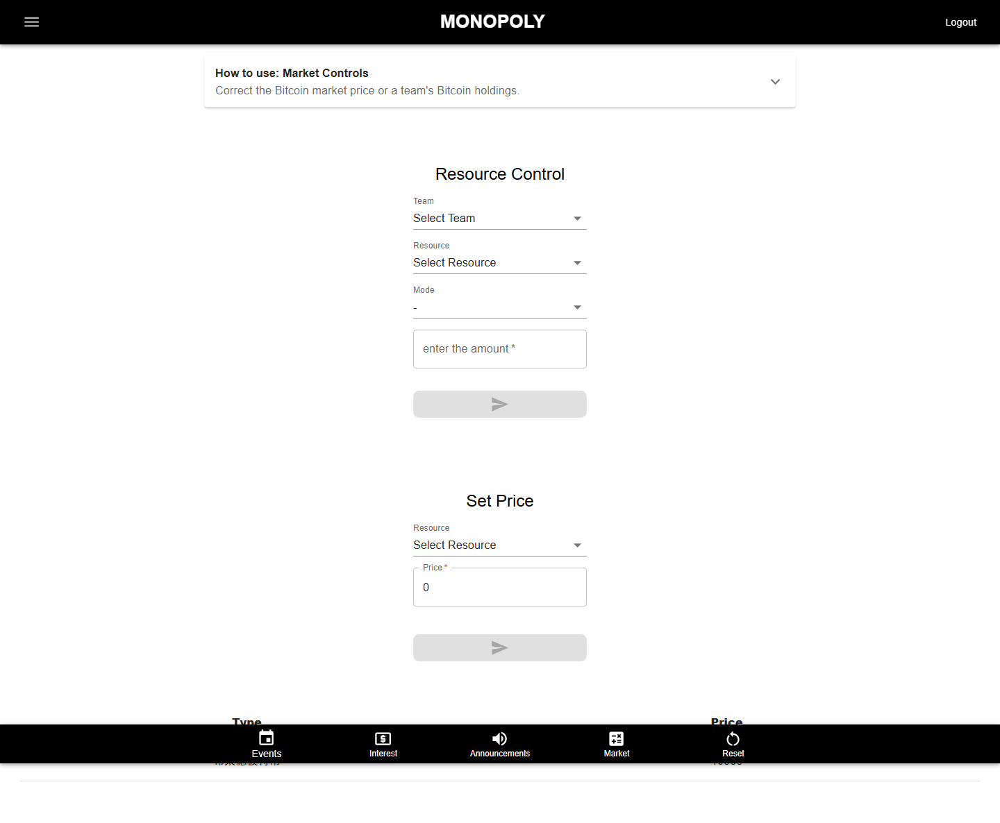 MONOPOLY
Logout
How to use: Market Controls
Correct the Bitcoin market price or a team's Bitcoin holdings.
Resource Control
Team
Select Team
Resource
Select Resource
Mode
-
enter the amount *
Set Price
Resource
Select Resource
Price *
0
Type Price
Events Interest Announcements Market Reset